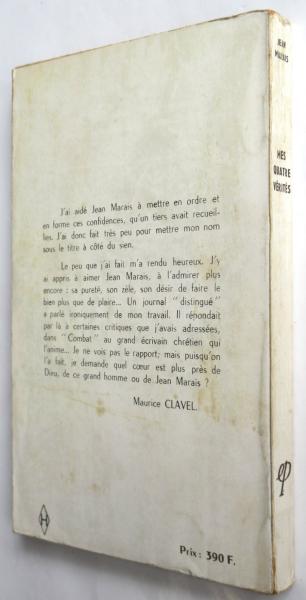 J'ai aidé Jean Marais à mettre en ordre et
en forme ces confidences, qu'un tiers avait recueil-
lies. J'ai donc fait très peu pour mettre mon nom
sous le titre à côté du sien.
Le peu que j'ai fait m'a rendu heureux. J'y
ai appris à aimer Jean Marais, à l'admirer plus
encore : sa pureté, son zèle, son désir de faire le
bien plus que de plaire... Un journal "distingué"
a parlé ironiquement de mon travail. Il répondait
par là à certaines critiques que j'avais adressées,
dans "Combat" au grand écrivain chrétien qui
l'anime... Je ne vois pas le rapport; mais puisqu'on
l'a fait, je demande quel cœur est plus près de
Dieu, de ce grand homme ou de Jean Marais ?
Maurice CLAVEL.
H
Prix : 390 F.
JEAN
MARAIS
MES
QUATRE
VÉRITÉS